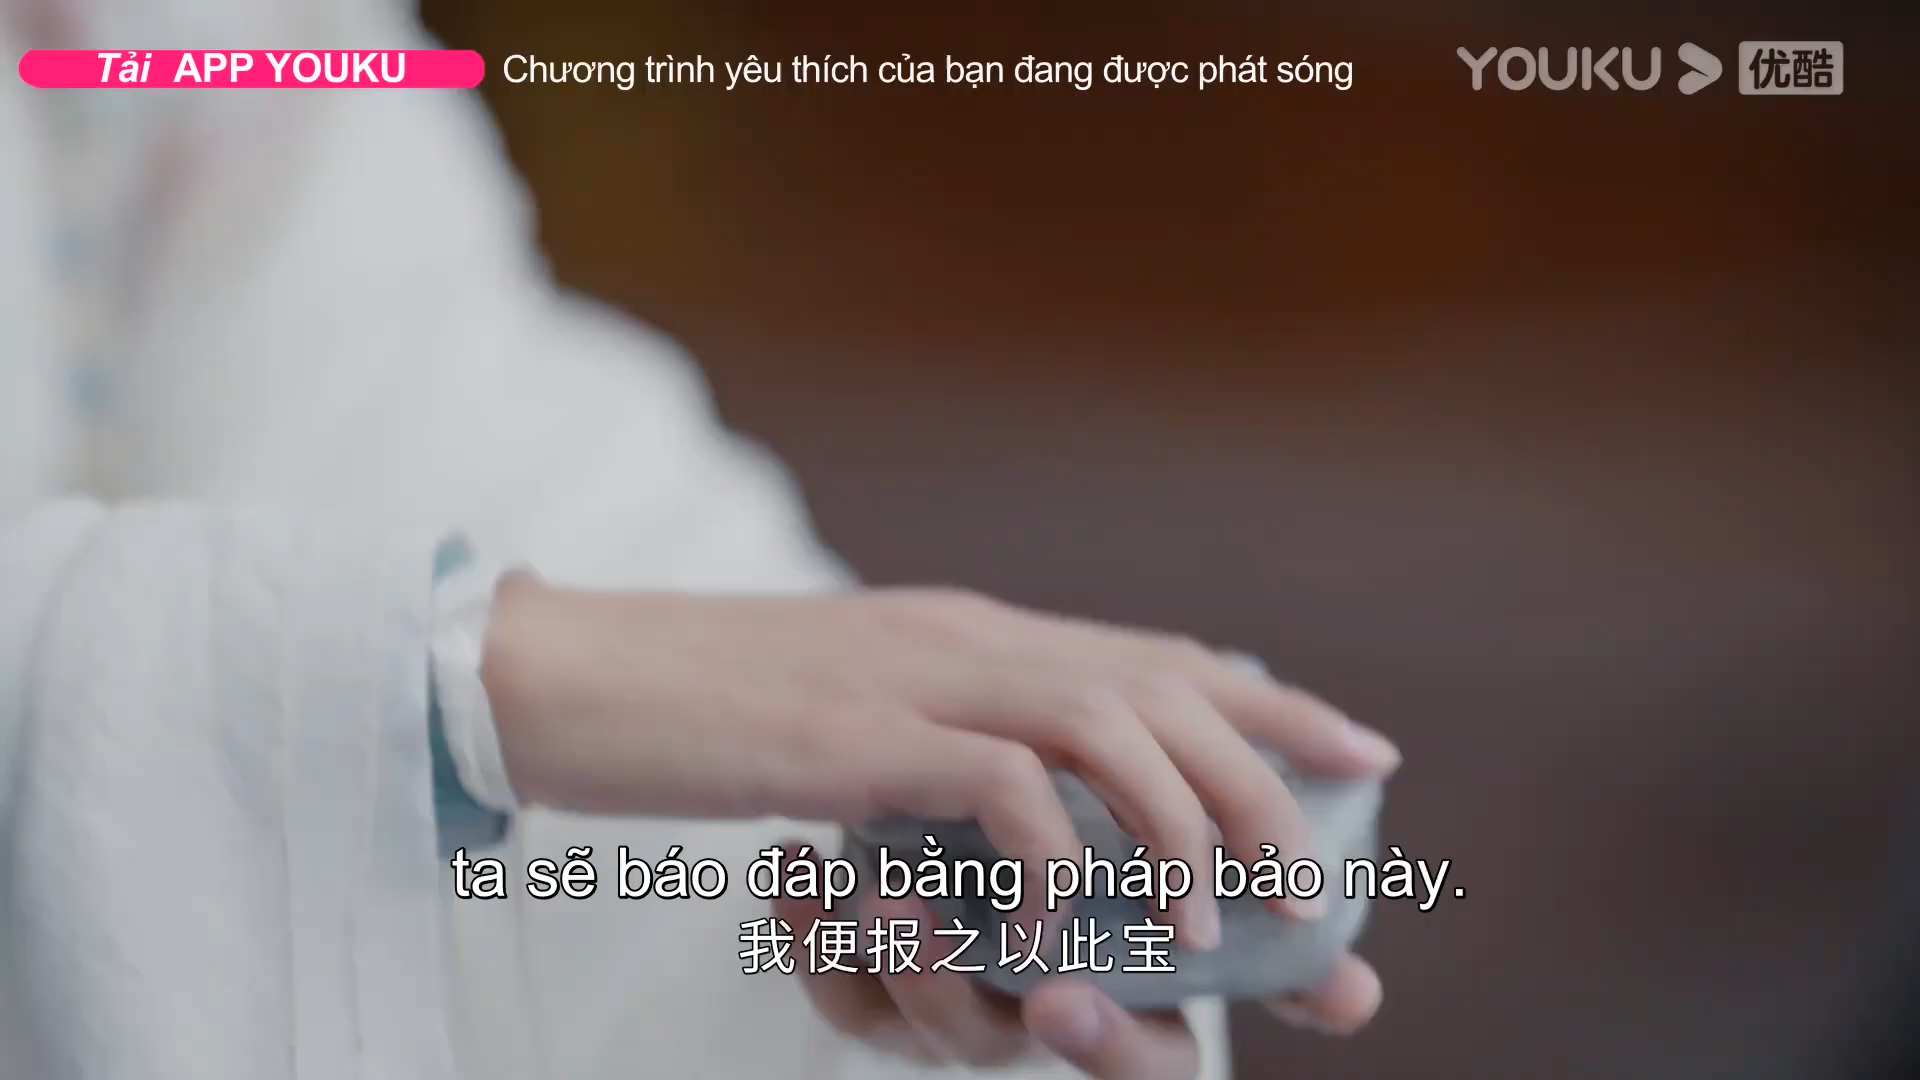 Tải APP YOUKU Chương trình yêu thích của bạn đang được phát sóng YOUKU 优酷
ta sẽ báo đáp bằng pháp bảo này.
我便报之以此宝